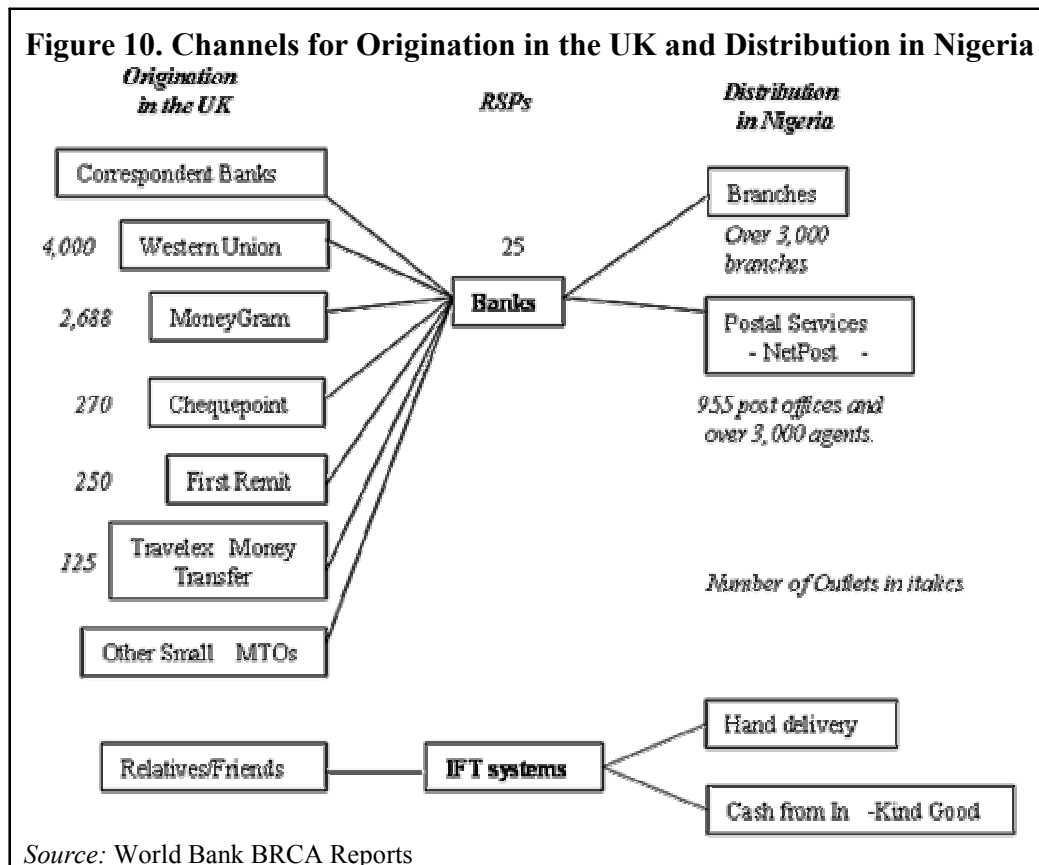 Figure 10. Channels for Origination in the UK and Distribution in Nigeria
Origination
in the UK
RSPs
Distribution
in Nigeria
Correspondent Banks
Branches
4,000
Western Union
25
Over 3,000
branches
Banks
2,688
MoneyGram
Postal Services
- NetPost -
270
Chequepoint
955 post offices and
over 3,000 agents.
250
First Remit
125
Travelex Money
Transfer
Number of Outlets in italics
Other Small MTOs
Hand delivery
Relatives/Friends
IFT systems
Cash from In -Kind Good
Source: World Bank BRCA Reports